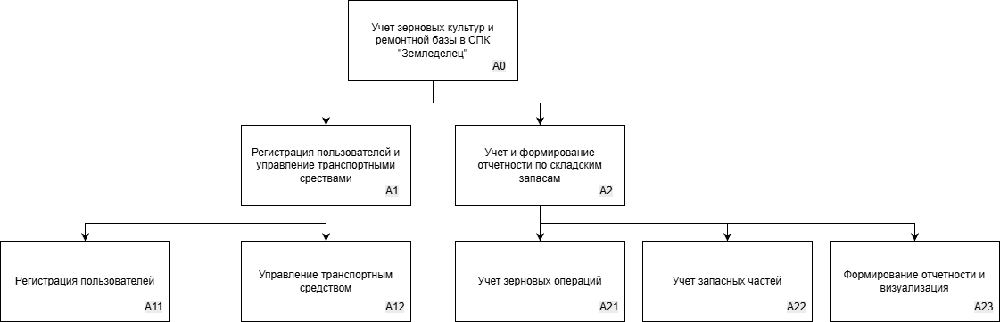 Учет зерновых культур и
ремонтной базы в СПК
"Земледелец"
A0
Регистрация пользователей и
управление транспортными
срествами
A1
Учет и формирование
отчетности по складским
запасам
A2
Регистрация пользователей
A11
Управление транспортным
средством
A12
Учет зерновых операций
A21
Учет запасных частей
A22
Формирование отчетности и
визуализация
A23